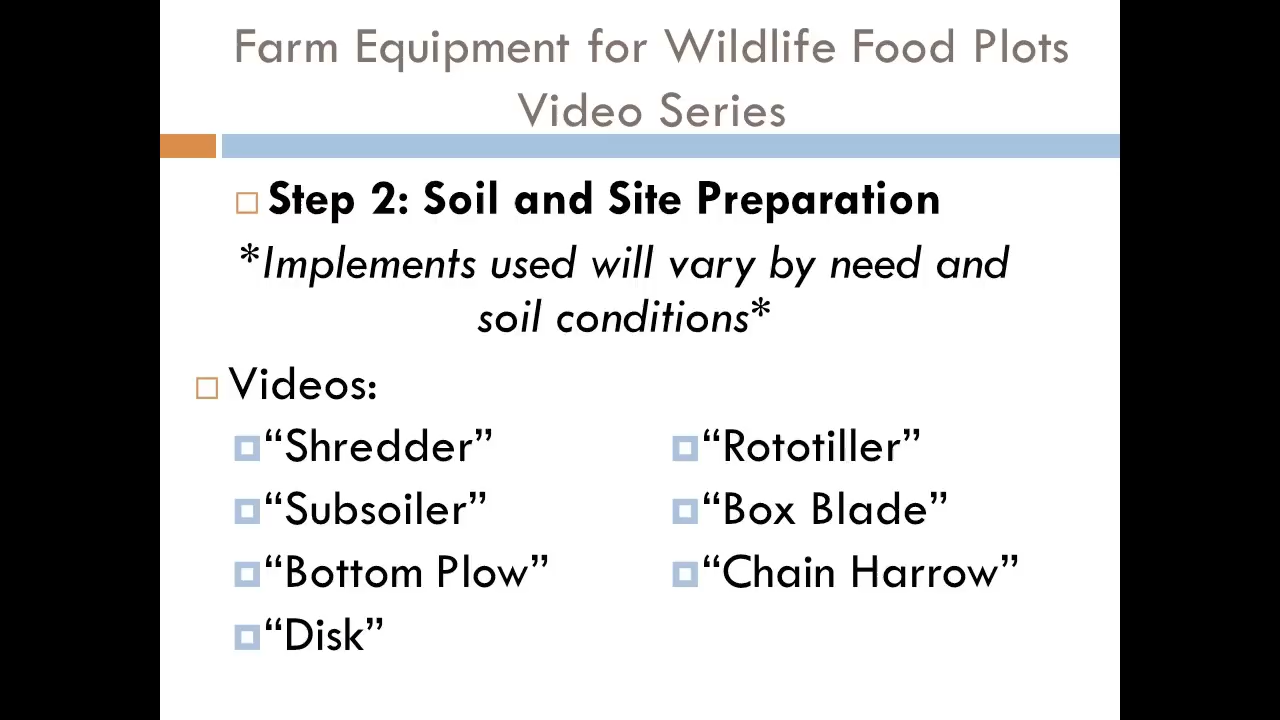 Farm Equipment for Wildlife Food Plots
Video Series
Step 2: Soil and Site Preparation
*Implements used will vary by need and
soil conditions*
Videos:
“Shredder”
“Subsoiler”
“Bottom Plow”
“Disk”
“Rototiller”
“Box Blade”
“Chain Harrow”